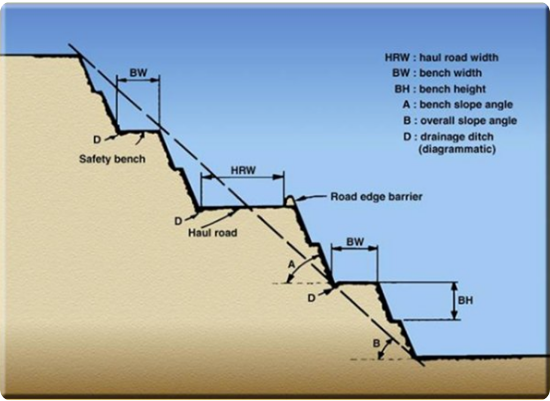 HRW : haul road width
BW : bench width
BH : bench height
A : bench slope angle
B : overall slope angle
D : drainage ditch
(diagrammatic)
BW
D
Safety bench
HRW
Road edge barrier
D
Haul road
BW
A
D
BH
B